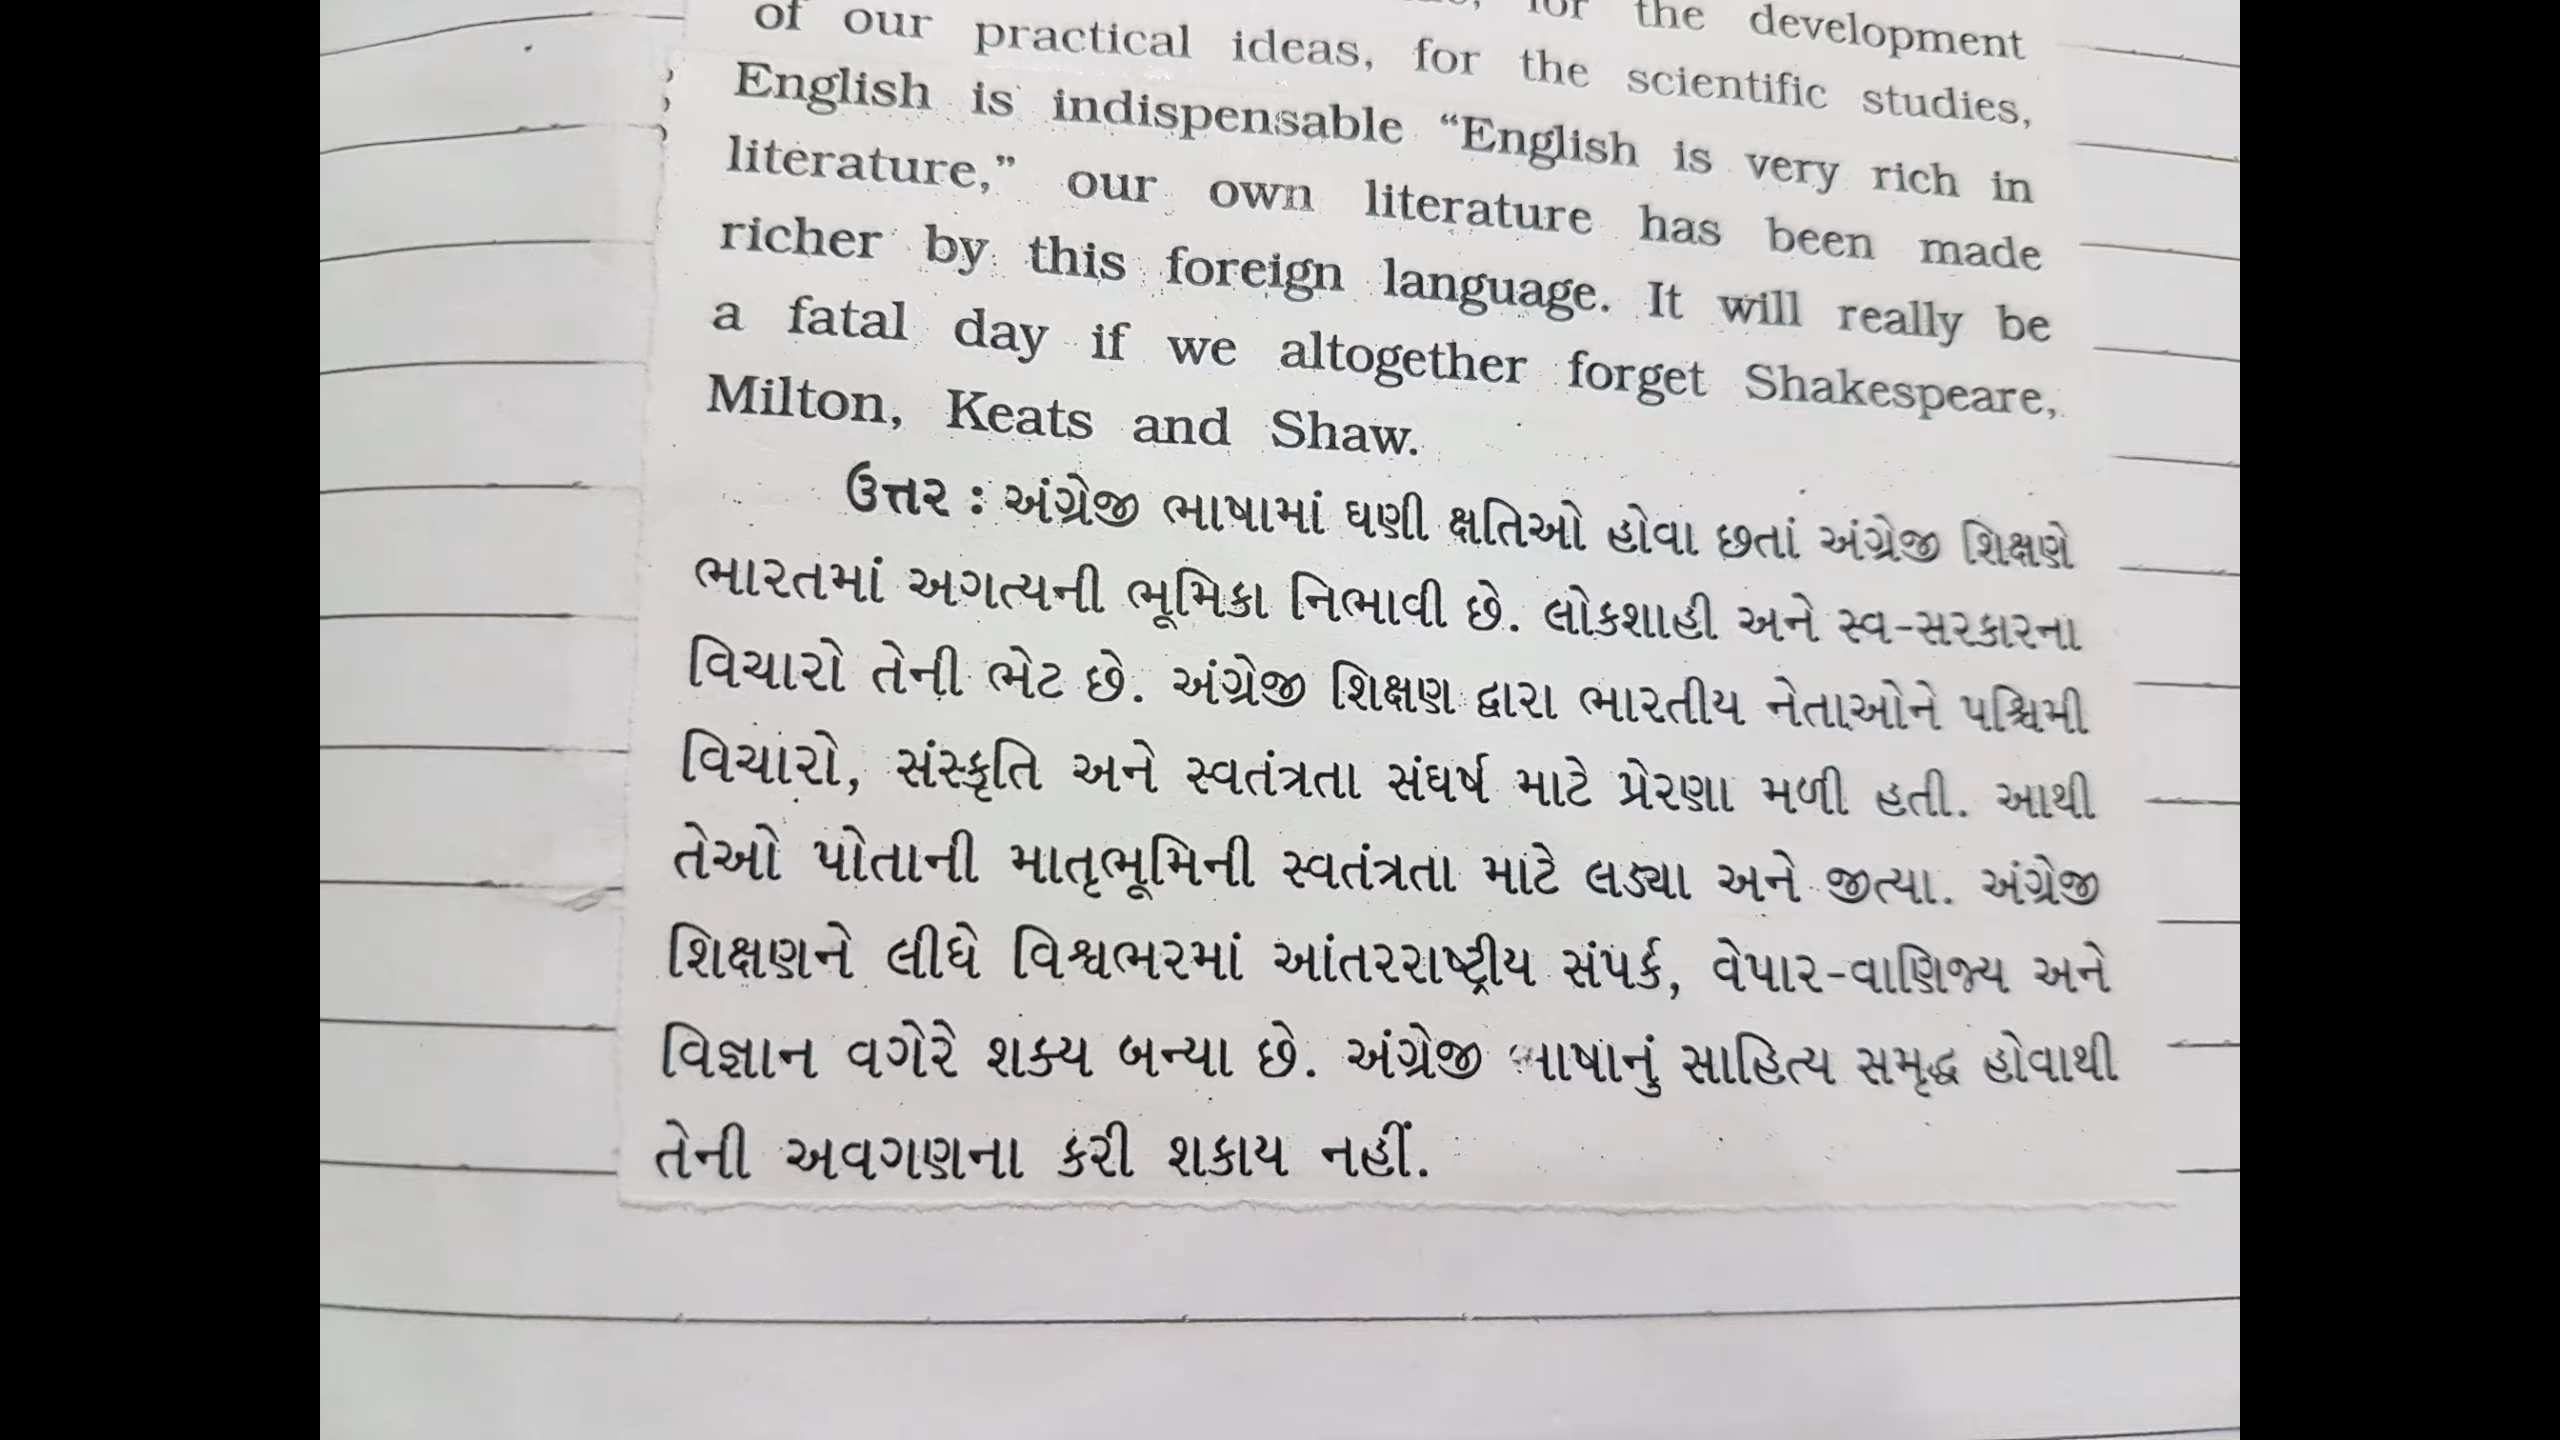 for the development
of our practical ideas, for the scientific studies,
English is indispensable “English is very rich in
literature,” our own literature has been made
richer by this foreign language. It will really be
a fatal day if we altogether forget Shakespeare,
Milton, Keats and Shaw.
ઉત્તર : અંગ્રેજી ભાષામાં ઘણી ક્ષતિઓ હોવા છતાં અંગ્રેજી શિક્ષણે
ભારતમાં અગત્યની ભૂમિકા નિભાવી છે. લોકશાહી અને સ્વ-સરકારના
વિચારો તેની ભેટ છે. અંગ્રેજી શિક્ષણ દ્વારા ભારતીય નેતાઓને પશ્ચિમી
વિચારો, સંસ્કૃતિ અને સ્વતંત્રતા સંઘર્ષ માટે પ્રેરણા મળી હતી. આથી
તેઓ પોતાની માતૃભૂમિની સ્વતંત્રતા માટે લડ્યા અને જીત્યા. અંગ્રેજી
શિક્ષણને લીધે વિશ્વભરમાં આંતરરાષ્ટ્રીય સંપર્ક, વેપાર-વાણિજ્ય અને
વિજ્ઞાન વગેરે શક્ય બન્યા છે. અંગ્રેજી ભાષાનું સાહિત્ય સમૃદ્ધ હોવાથી
તેની અવગણના કરી શકાય નહીં.